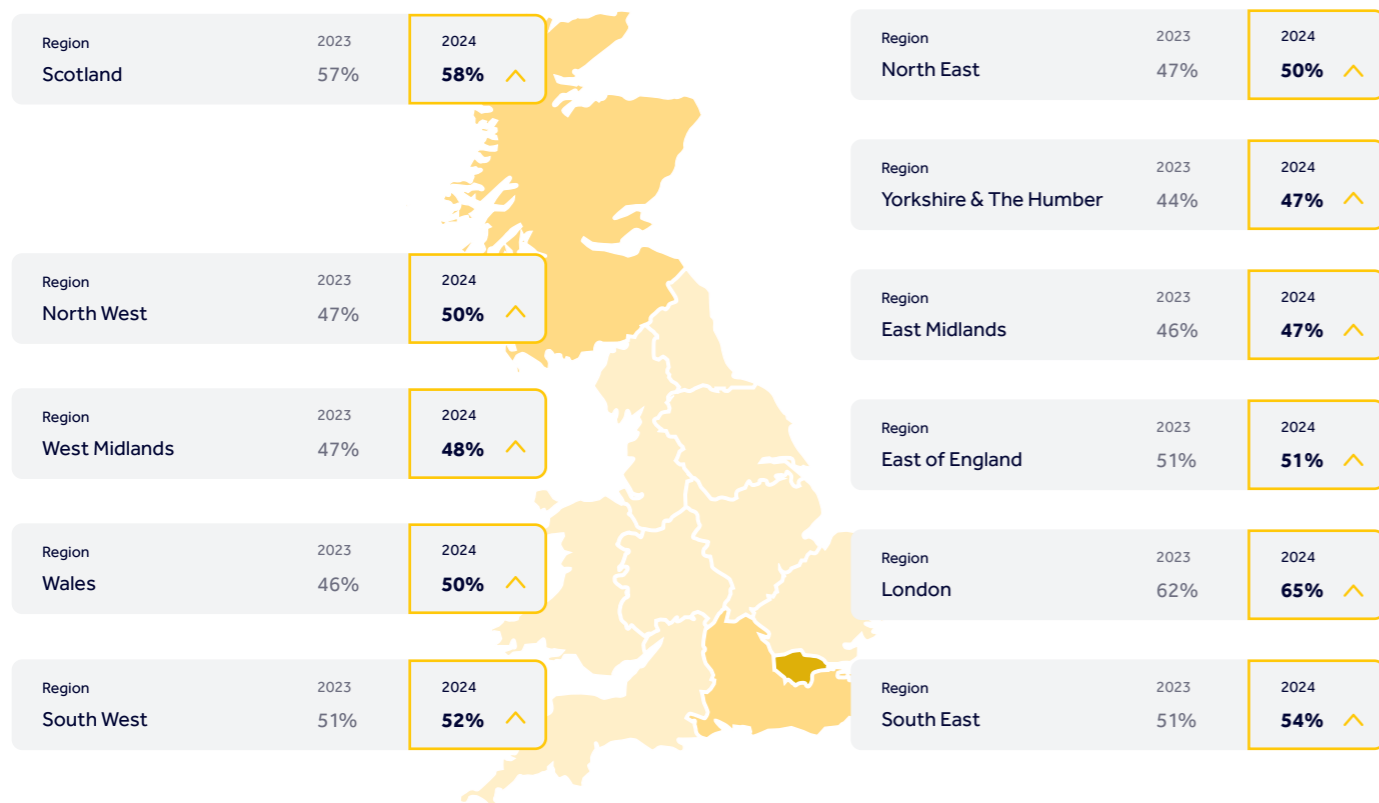 Region 2023 2024
Scotland 57% 58%
Region 2023 2024
North West 47% 50%
Region 2023 2024
West Midlands 47% 48%
Region 2023 2024
Wales 46% 50%
Region 2023 2024
South West 51% 52%
Region 2023 2024
North East 47% 50%
Region 2023 2024
Yorkshire & The Humber 44% 47%
Region 2023 2024
East Midlands 46% 47%
Region 2023 2024
East of England 51% 51%
Region 2023 2024
London 62% 65%
Region 2023 2024
South East 51% 54%